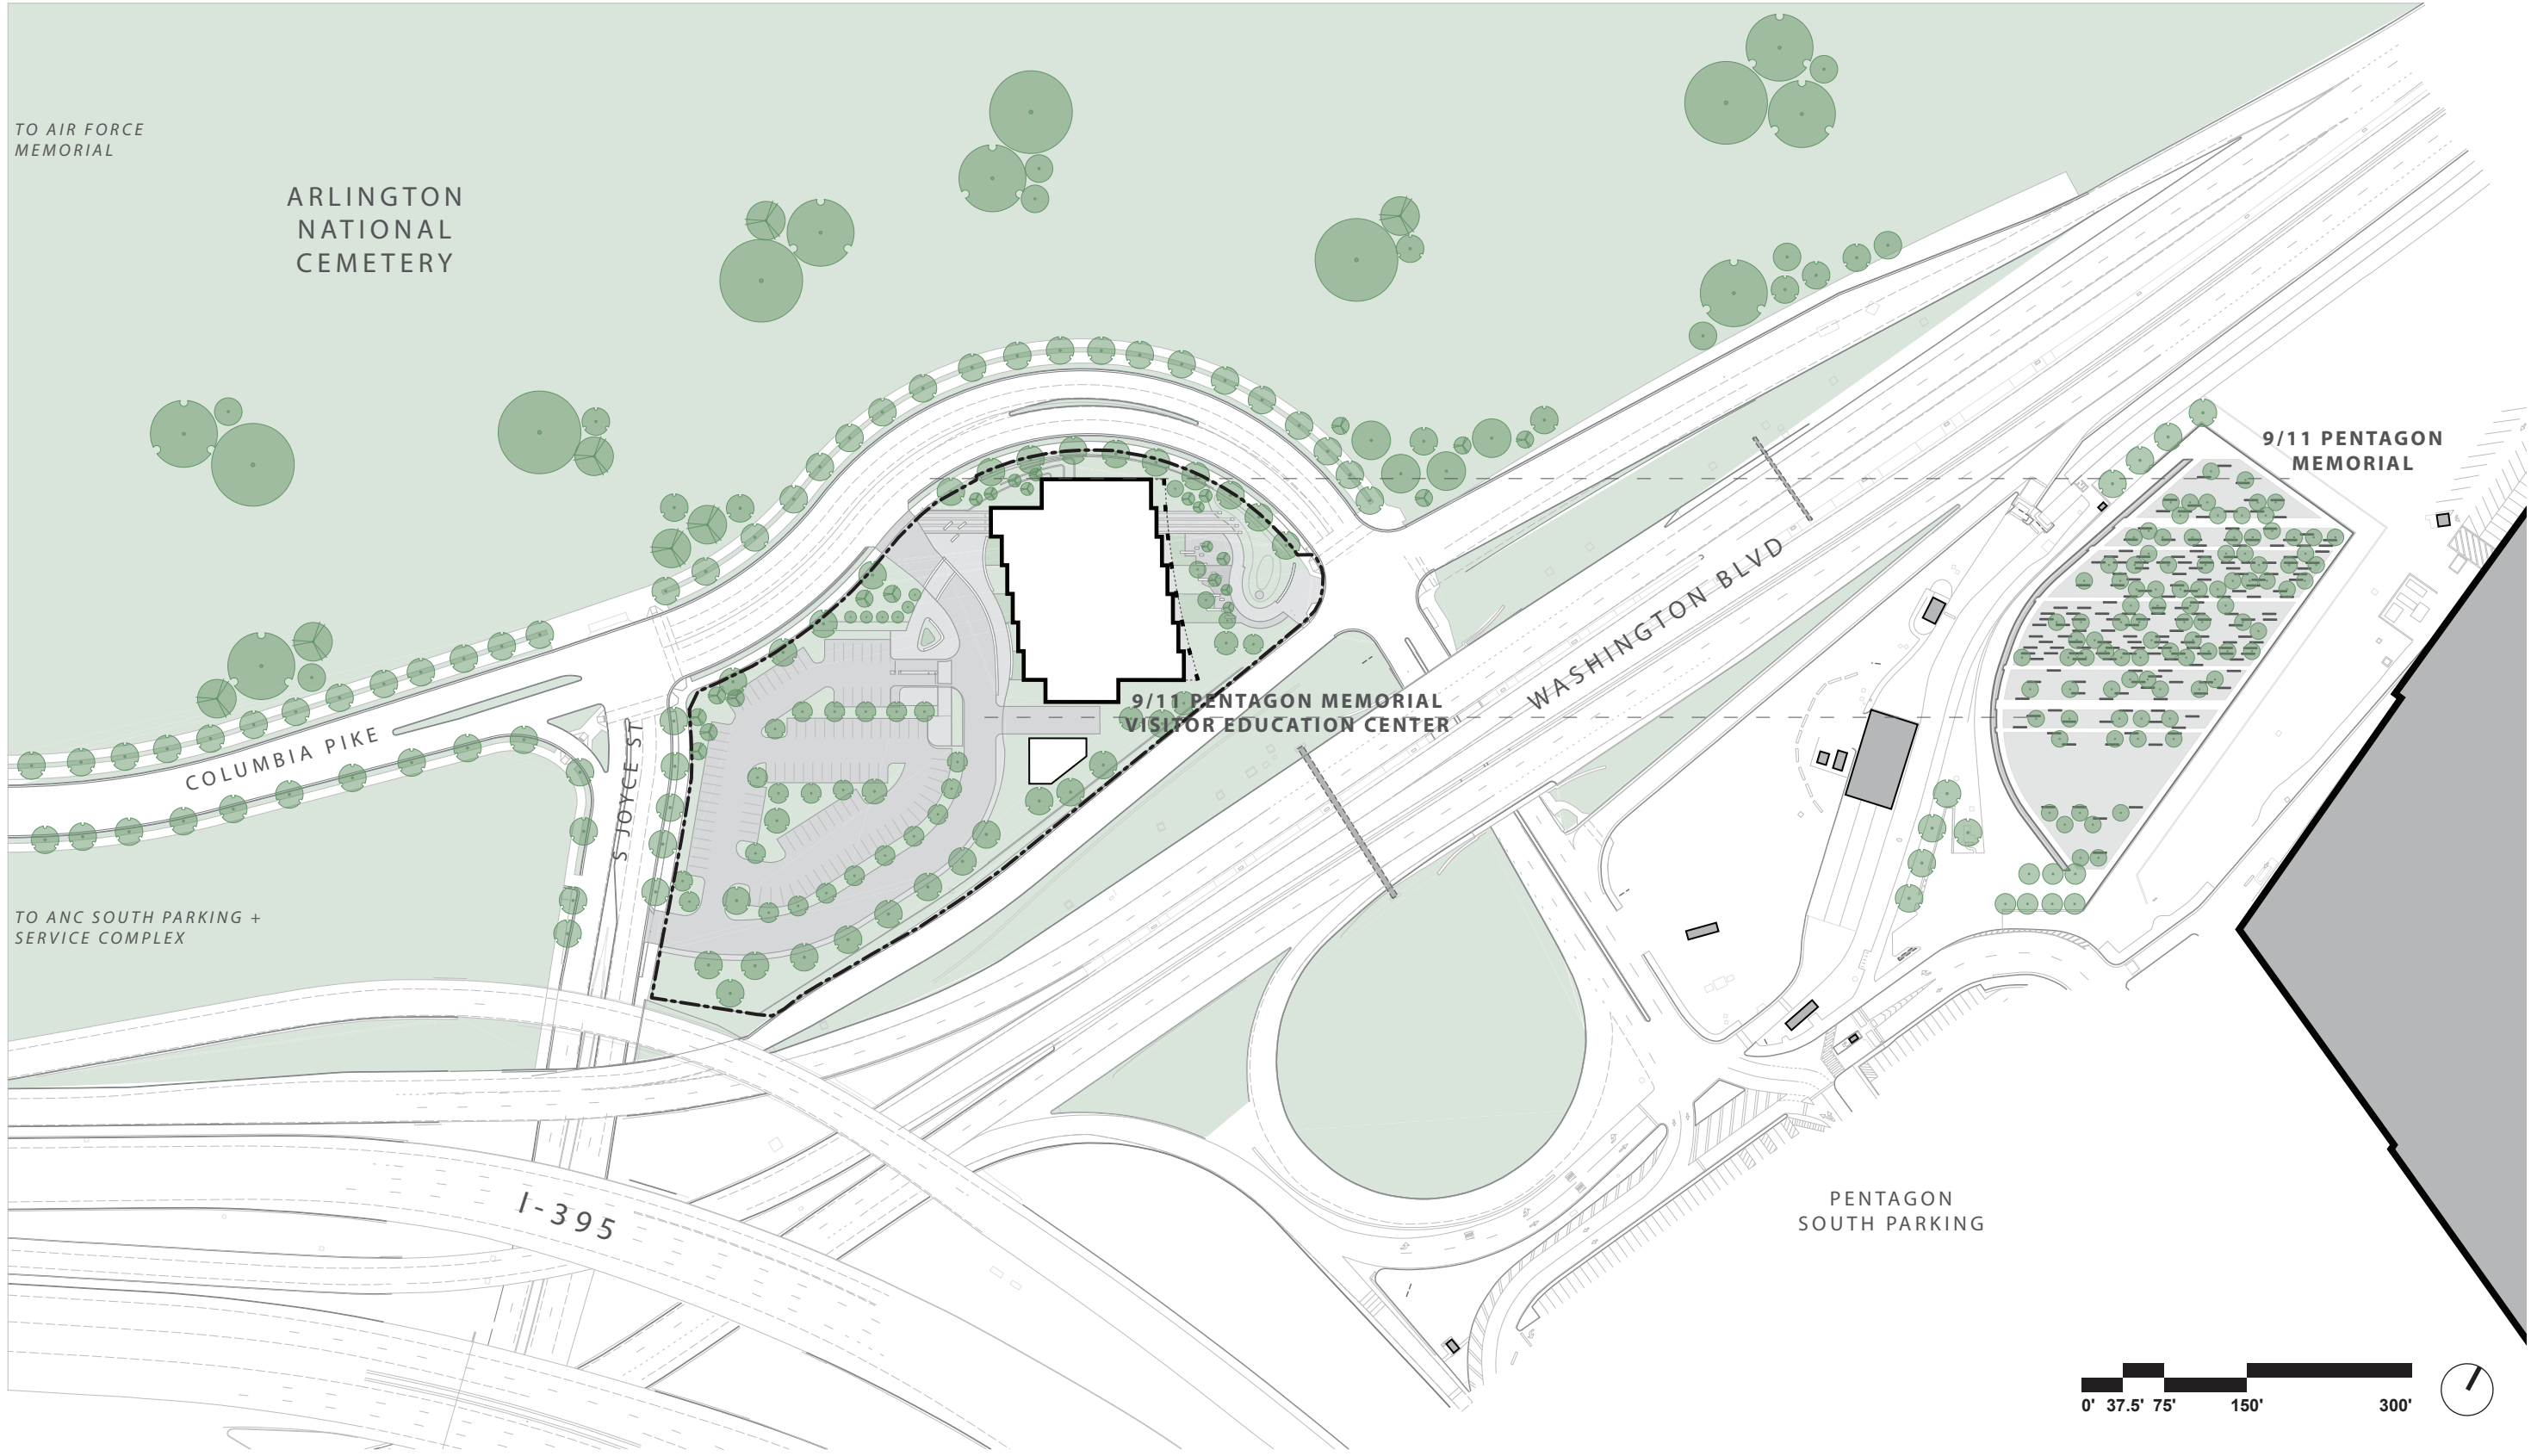 TO AIR FORCE
MEMORIAL
ARLINGTON
NATIONAL
CEMETERY
9/11 PENTAGON
MEMORIAL
WASHINGTON BLVD
9/11 PENTAGON MEMORIAL
VISITOR EDUCATION CENTER
COLUMBIA PIKE
S JOYCE ST
TO ANC SOUTH PARKING +
SERVICE COMPLEX
I-395
PENTAGON
SOUTH PARKING
0' 37.5' 75' 150' 300'